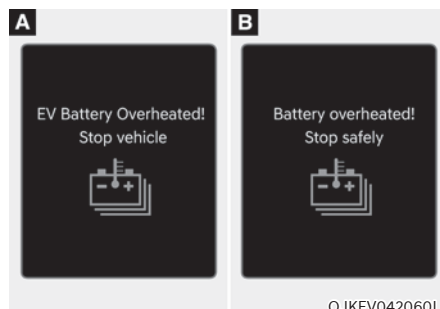 A
EV Battery Overheated!
Stop vehicle
B
Battery overheated!
Stop safely